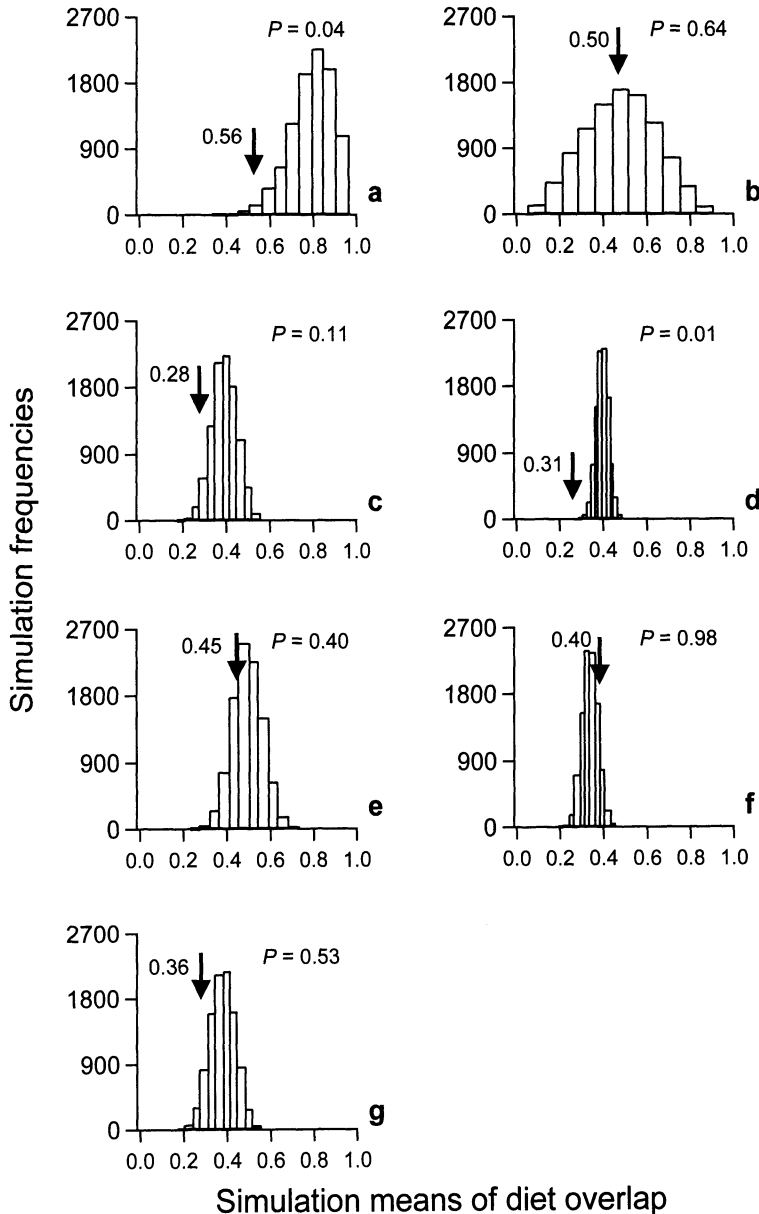 2700
1800
900
0
P = 0.04
0.56
a
0.0 0.2 0.4 0.6 0.8 1.0
2700
1800
900
0
0.50
P = 0.64
b
0.0 0.2 0.4 0.6 0.8 1.0
2700
1800
900
0
P = 0.11
0.28
c
0.0 0.2 0.4 0.6 0.8 1.0
2700
1800
900
0
P = 0.01
0.31
d
0.0 0.2 0.4 0.6 0.8 1.0
2700
1800
900
0
0.45
P = 0.40
e
0.0 0.2 0.4 0.6 0.8 1.0
2700
1800
900
0
0.40
P = 0.98
f
0.0 0.2 0.4 0.6 0.8 1.0
2700
1800
900
0
0.36
P = 0.53
g
0.0 0.2 0.4 0.6 0.8 1.0
Simulation frequencies
Simulation means of diet overlap